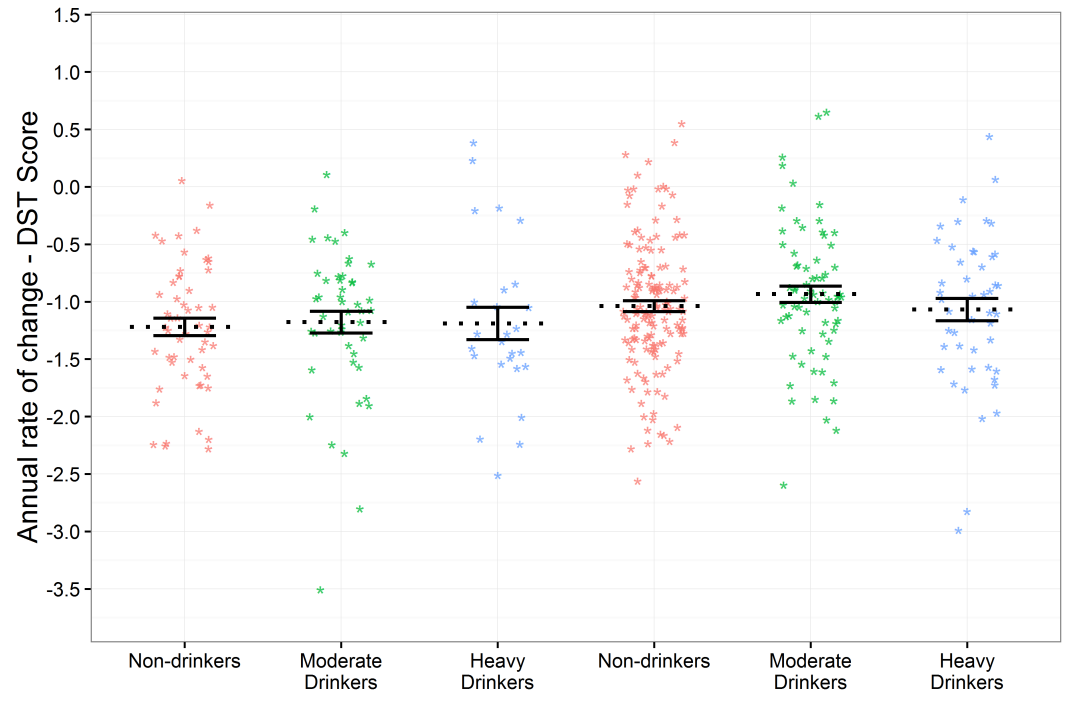 Annual rate of change - DST Score
1.5
1.0
0.5
0.0
-0.5
-1.0
-1.5
-2.0
-2.5
-3.0
-3.5
Non-drinkers
Moderate
Drinkers
Heavy
Drinkers
Non-drinkers
Moderate
Drinkers
Heavy
Drinkers